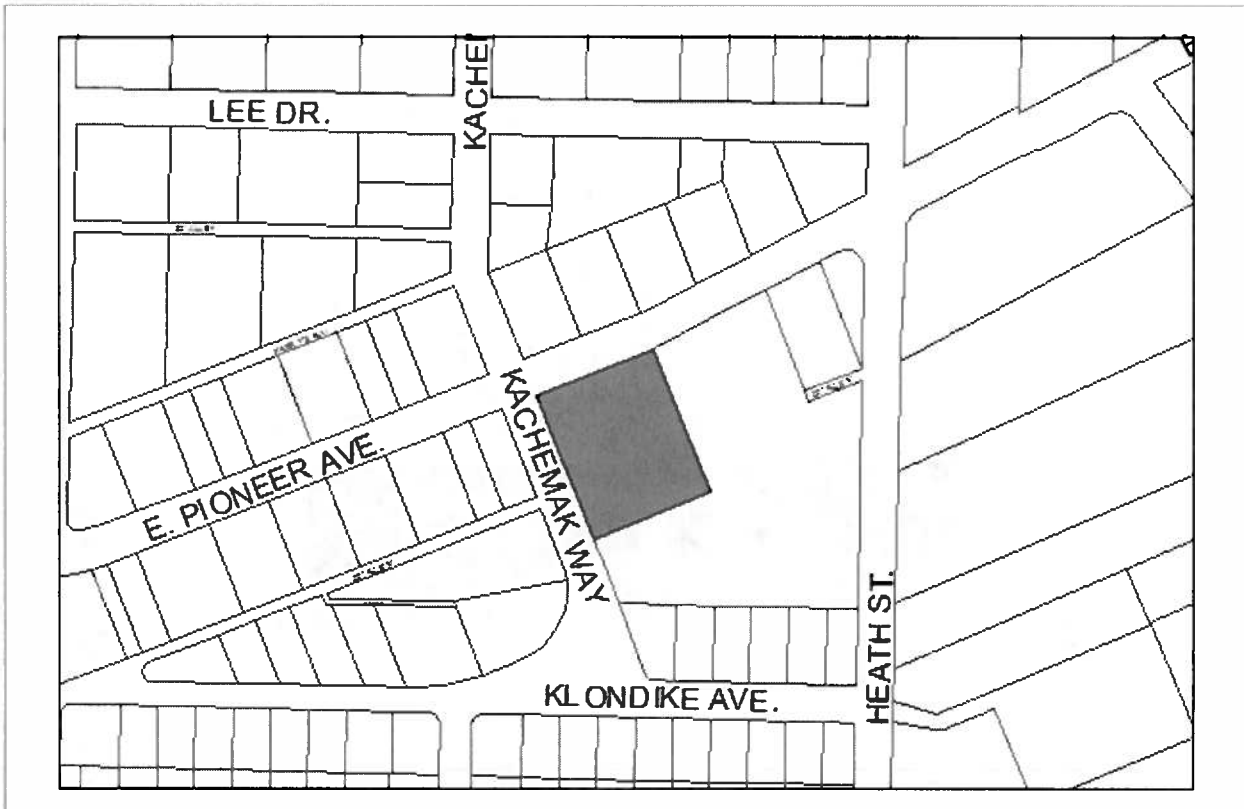 KACHE
LEE DR.
E. PIONEER AVE.
KACHEMAK WAY
HEATH ST.
KLONDIKE AVE.